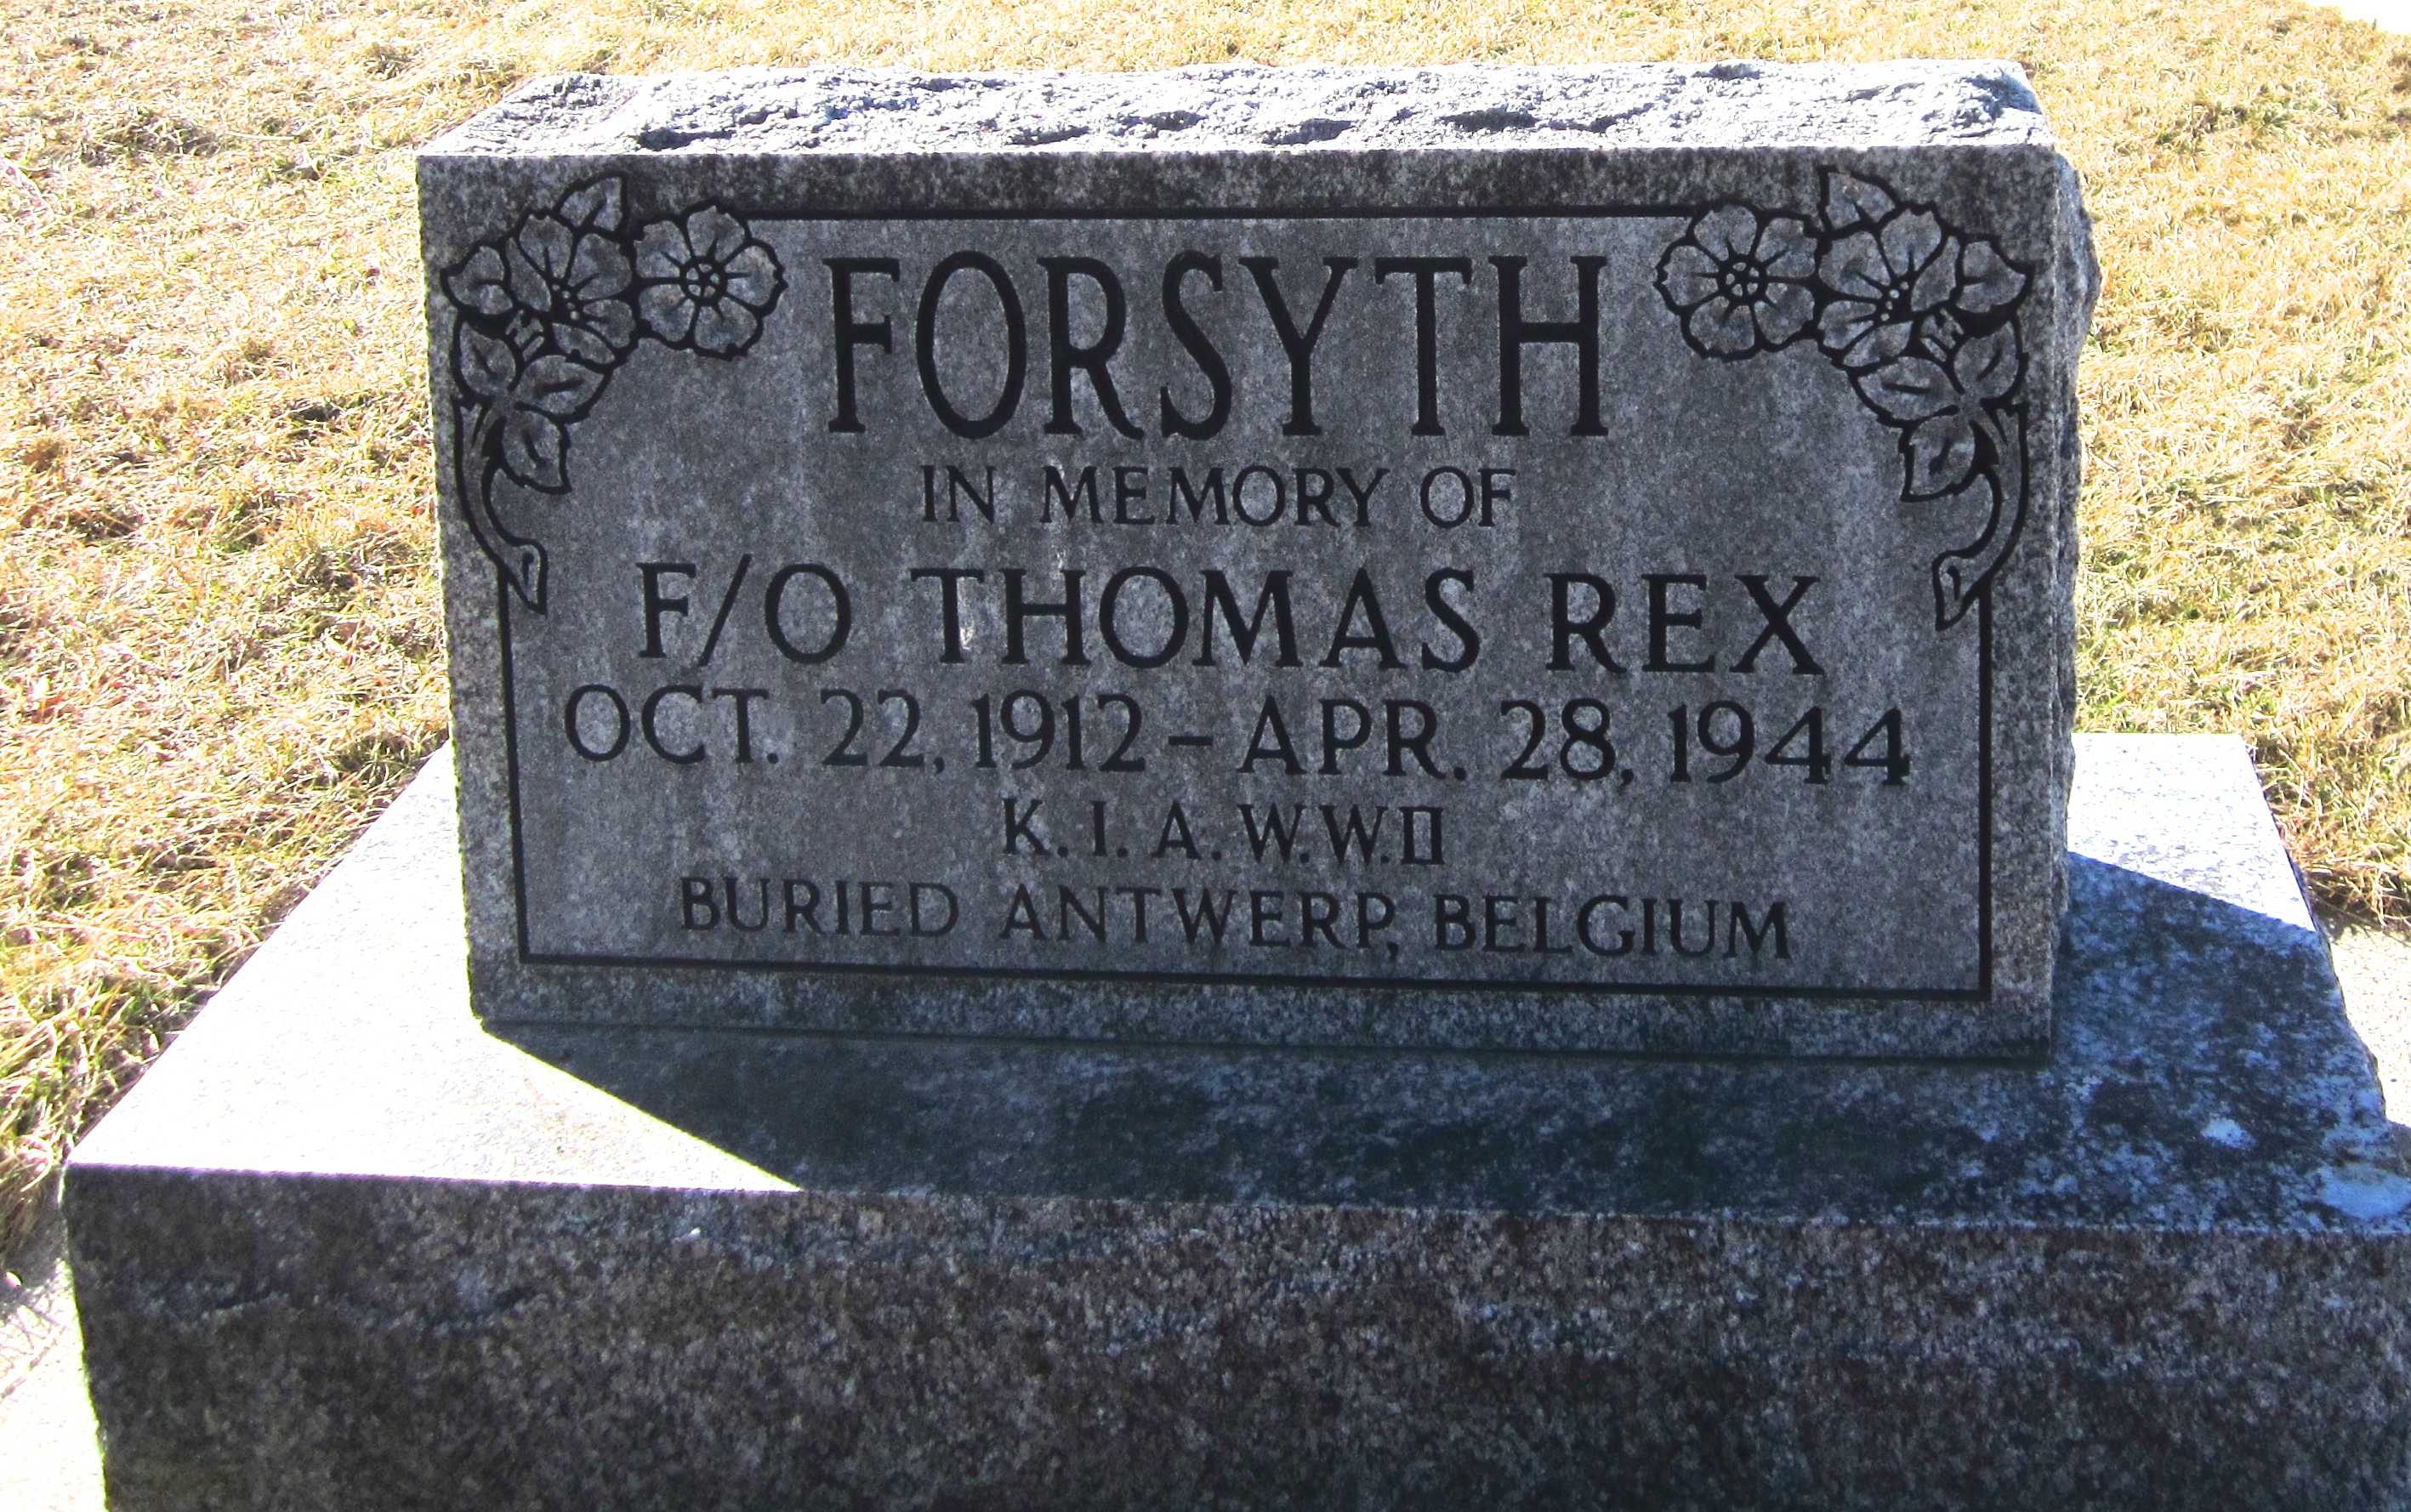 FORSYTH
IN MEMORY OF
F/O THOMAS REX
OCT. 22, 1912 - APR. 28, 1944
K. I. A. W.W.II
BURIED ANTWERP, BELGIUM